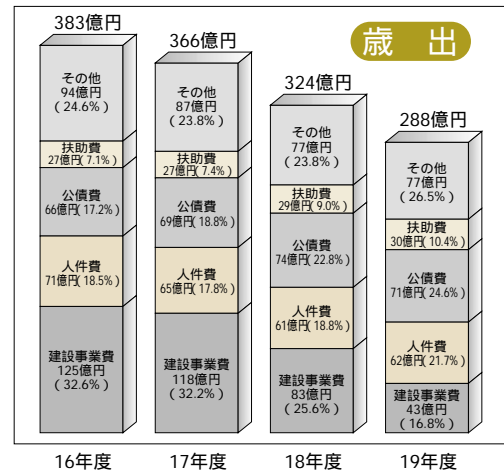 歳出
383億円
その他
94億円
(24.6%)
扶助費
27億円(7.1%)
公債費
66億円(17.2%)
人件費
71億円(18.5%)
建設事業費
125億円
(32.6%)
16年度
366億円
その他
87億円
(23.8%)
扶助費
27億円(7.4%)
公債費
69億円(18.8%)
人件費
65億円(17.8%)
建設事業費
118億円
(32.2%)
17年度
324億円
その他
77億円
(23.8%)
扶助費
29億円(9.0%)
公債費
74億円(22.8%)
人件費
61億円(18.8%)
建設事業費
83億円
(25.6%)
18年度
288億円
その他
77億円
(26.5%)
扶助費
30億円(10.4%)
公債費
71億円(24.6%)
人件費
62億円(21.7%)
建設事業費
43億円
(16.8%)
19年度